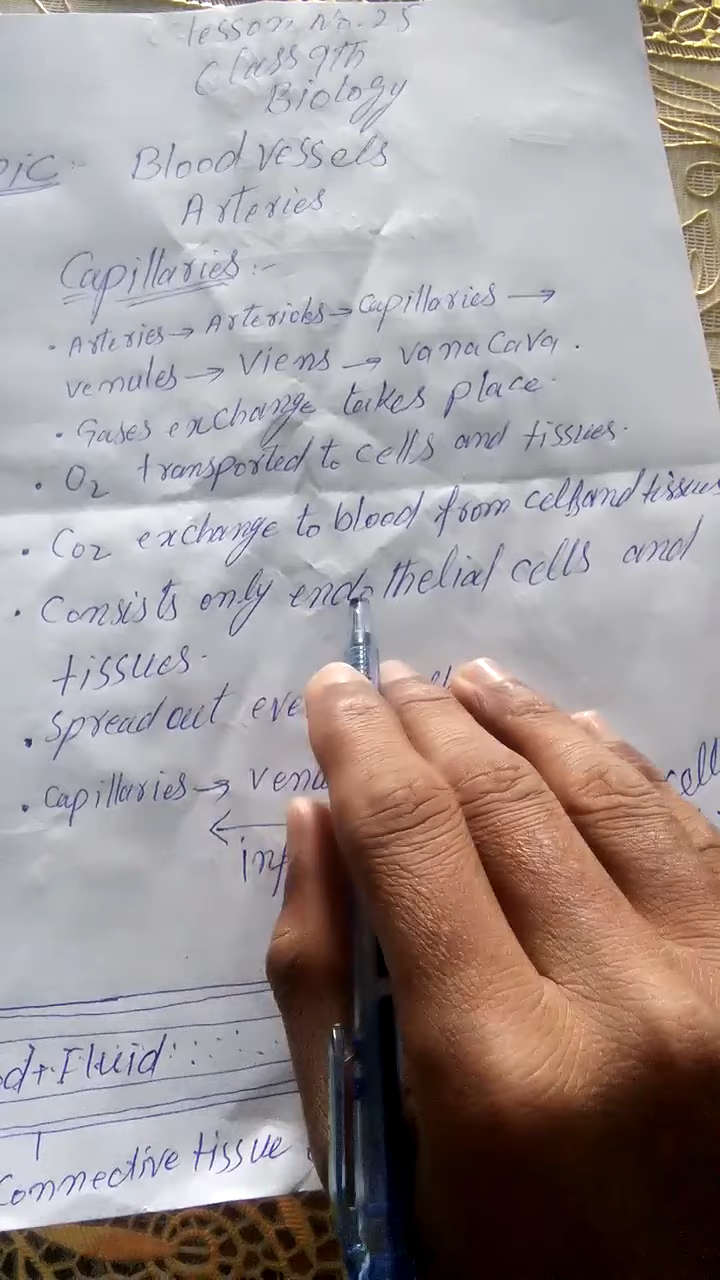 Lesson No. 25
Class 9th
Biology
PIC:- Blood vessels
Arteries
Capillaries:-
• Arteries → Arterioles → Capillaries →
venules → Viens → vana Cava.
• Gases exchange takes place.
• O2 transported to cells and tissues.
• Co2 exchange to blood from cells and tissues
• Consists only endothelial cells and
tissues.
• Spread out eve
• Capillaries → venu
cell
inf
d+Fluid
Connective tissue